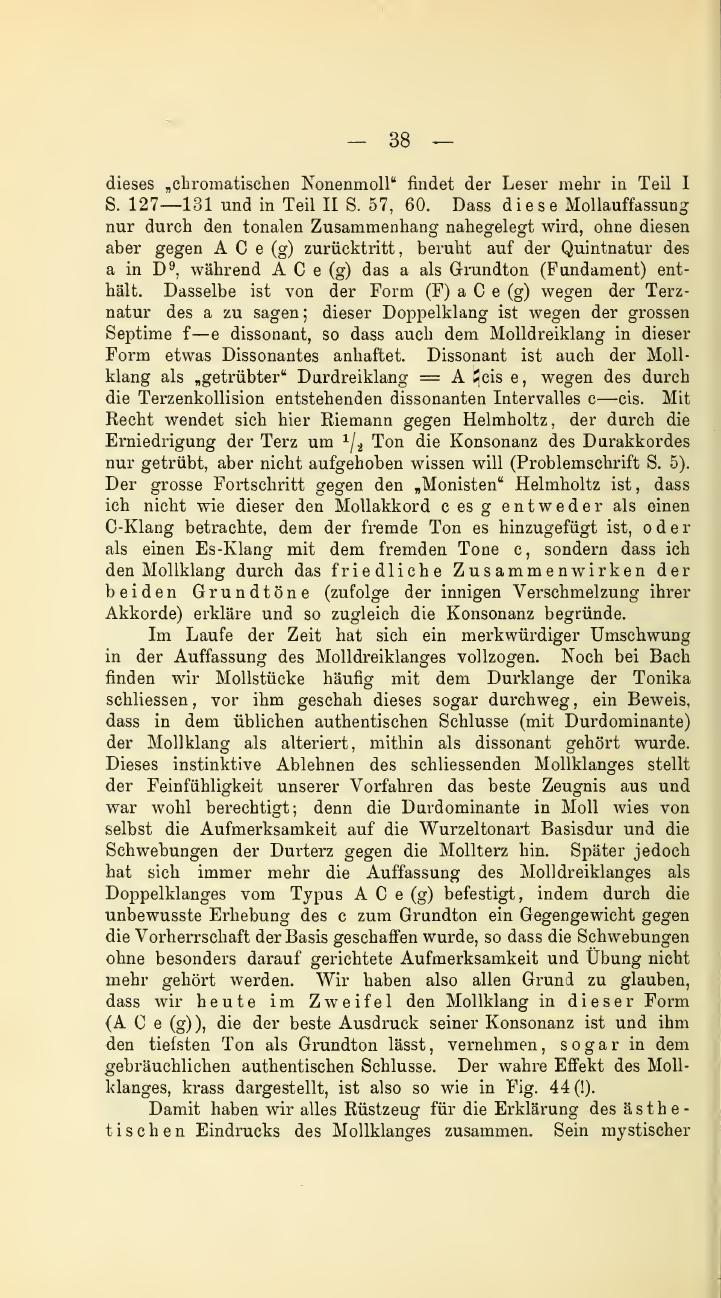 — 38 —
dieses „chromatischen Nonenmoll“ findet der Leser mehr in Teil I
S. 127—131 und in Teil II S. 57, 60. Dass diese Mollauffassung
nur durch den tonalen Zusammenhang nahegelegt wird, ohne diesen
aber gegen A C e (g) zurücktritt, beruht auf der Quintnatur des
a in D⁹, während A C e (g) das a als Grundton (Fundament) ent-
hält. Dasselbe ist von der Form (F) a C e (g) wegen der Terz-
natur des a zu sagen; dieser Doppelklang ist wegen der grossen
Septime f—e dissonant, so dass auch dem Molldreiklang in dieser
Form etwas Dissonantes anhaftet. Dissonant ist auch der Moll-
klang als „getrübter“ Durdreiklang = A cis e, wegen des durch
die Terzenkollision entstehenden dissonanten Intervalles c—cis. Mit
Recht wendet sich hier Riemann gegen Helmholtz, der durch die
Erniedrigung der Terz um ½ Ton die Konsonanz des Durakkordes
nur getrübt, aber nicht aufgehoben wissen will (Problemschrift S. 5).
Der grosse Fortschritt gegen den „Monisten“ Helmholtz ist, dass
ich nicht wie dieser den Mollakkord c es g entweder als einen
C-Klang betrachte, dem der fremde Ton es hinzugefügt ist, oder
als einen Es-Klang mit dem fremden Tone c, sondern dass ich
den Mollklang durch das friedliche Zusammenwirken der
beiden Grundtöne (zufolge der innigen Verschmelzung ihrer
Akkorde) erkläre und so zugleich die Konsonanz begründe.
Im Laufe der Zeit hat sich ein merkwürdiger Umschwung
in der Auffassung des Molldreiklanges vollzogen. Noch bei Bach
finden wir Mollstücke häufig mit dem Durklange der Tonika
schliessen, vor ihm geschah dieses sogar durchweg, ein Beweis,
dass in dem üblichen authentischen Schlusse (mit Durdominante)
der Mollklang als alteriert, mithin als dissonant gehört wurde.
Dieses instinktive Ablehnen des schliessenden Mollklanges stellt
der Feinfühligkeit unserer Vorfahren das beste Zeugnis aus und
war wohl berechtigt; denn die Durdominante in Moll wies von
selbst die Aufmerksamkeit auf die Wurzeltonart Basisdur und die
Schwebungen der Durterz gegen die Mollterz hin. Später jedoch
hat sich immer mehr die Auffassung des Molldreiklanges als
Doppelklanges vom Typus A C e (g) befestigt, indem durch die
unbewusste Erhebung des c zum Grundton ein Gegengewicht gegen
die Vorherrschaft der Basis geschaffen wurde, so dass die Schwebungen
ohne besonders darauf gerichtete Aufmerksamkeit und Übung nicht
mehr gehört werden. Wir haben also allen Grund zu glauben,
dass wir heute im Zweifel den Mollklang in dieser Form
(A C e (g)), die der beste Ausdruck seiner Konsonanz ist und ihm
den tiefsten Ton als Grundton lässt, vernehmen, sogar in dem
gebräuchlichen authentischen Schlusse. Der wahre Effekt des Moll-
klanges, krass dargestellt, ist also so wie in Fig. 44 (!).
Damit haben wir alles Rüstzeug für die Erklärung des ästhe-
tischen Eindrucks des Mollklanges zusammen. Sein mystischer